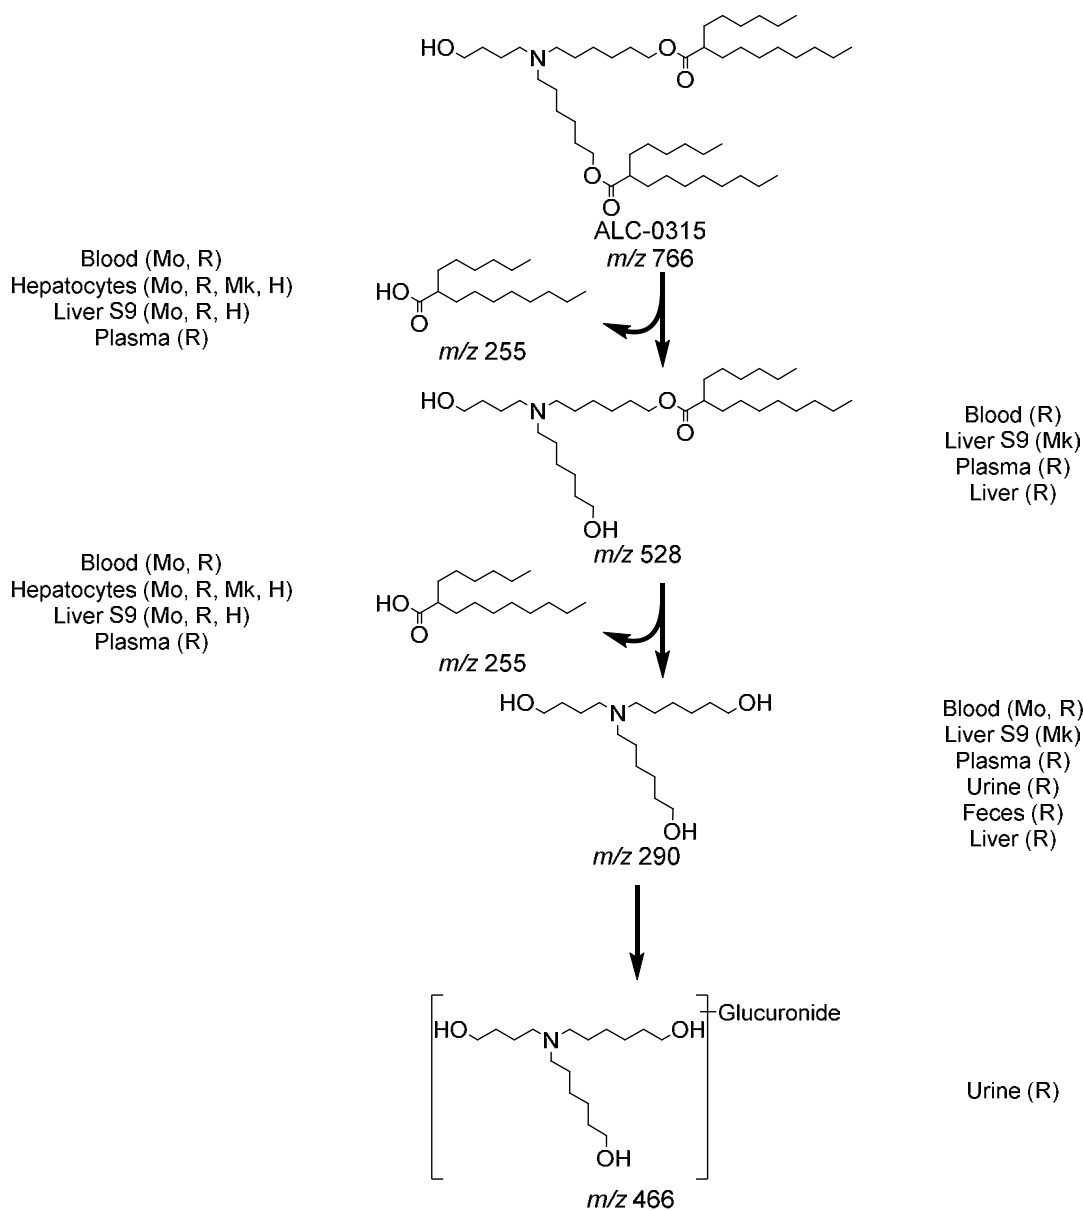 HO
N
O
O
O
O
ALC-0315
m/z 766
Blood (Mo, R)
Hepatocytes (Mo, R, Mk, H)
Liver S9 (Mo, R, H)
Plasma (R)
HO
O
m/z 255
HO
N
O
O
OH
m/z 528
Blood (R)
Liver S9 (Mk)
Plasma (R)
Liver (R)
Blood (Mo, R)
Hepatocytes (Mo, R, Mk, H)
Liver S9 (Mo, R, H)
Plasma (R)
HO
O
m/z 255
HO
N
OH
OH
m/z 290
Blood (Mo, R)
Liver S9 (Mk)
Plasma (R)
Urine (R)
Feces (R)
Liver (R)
Glucuronide
HO
N
OH
OH
m/z 466
Urine (R)